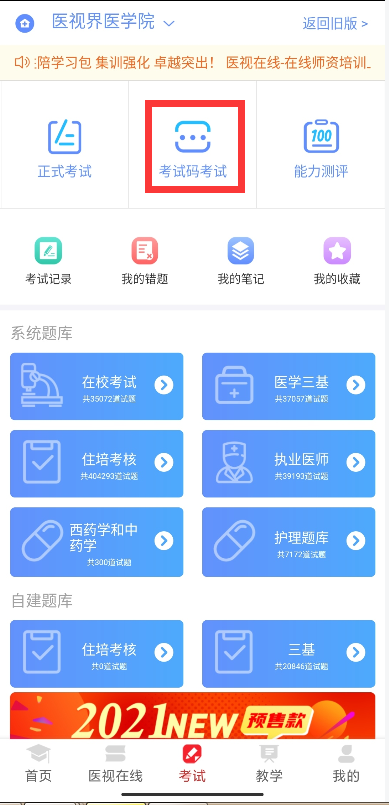 医视界医学院
返回旧版 >
:陪学习包 集训强化 卓越突出! 医视在线-在线师资培训
正式考试
考试码考试
100
能力测评
考试记录
我的错题
我的笔记
我的收藏
系统题库
在校考试
共35072道试题
医学三基
共37057道试题
住培考核
共404293道试题
执业医师
共39193道试题
西药学和中
药学
共300道试题
护理题库
共7172道试题
自建题库
住培考核
共0道试题
三基
共20846道试题
2021NEW 预售款
首页
医视在线
考试
教学
我的